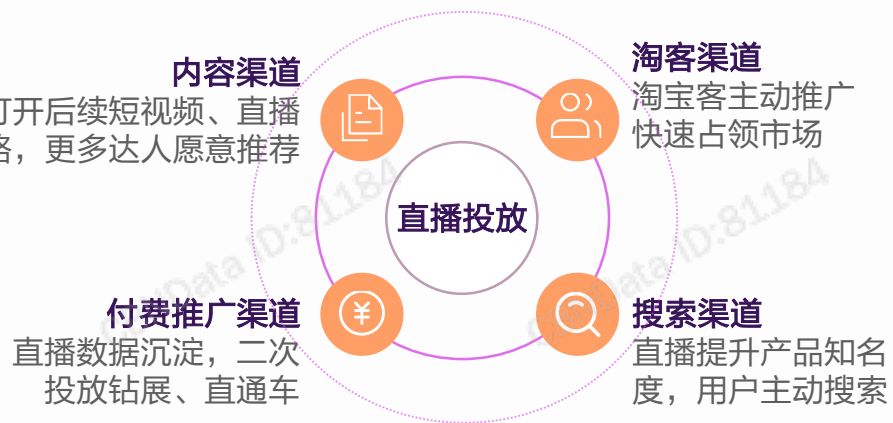 内容渠道
打开后续短视频、直播
路，更多达人愿意推荐
淘客渠道
淘宝客主动推广
快速占领市场
直播投放
付费推广渠道
直播数据沉淀，二次
投放钻展、直通车
搜索渠道
直播提升产品知名
度，用户主动搜索